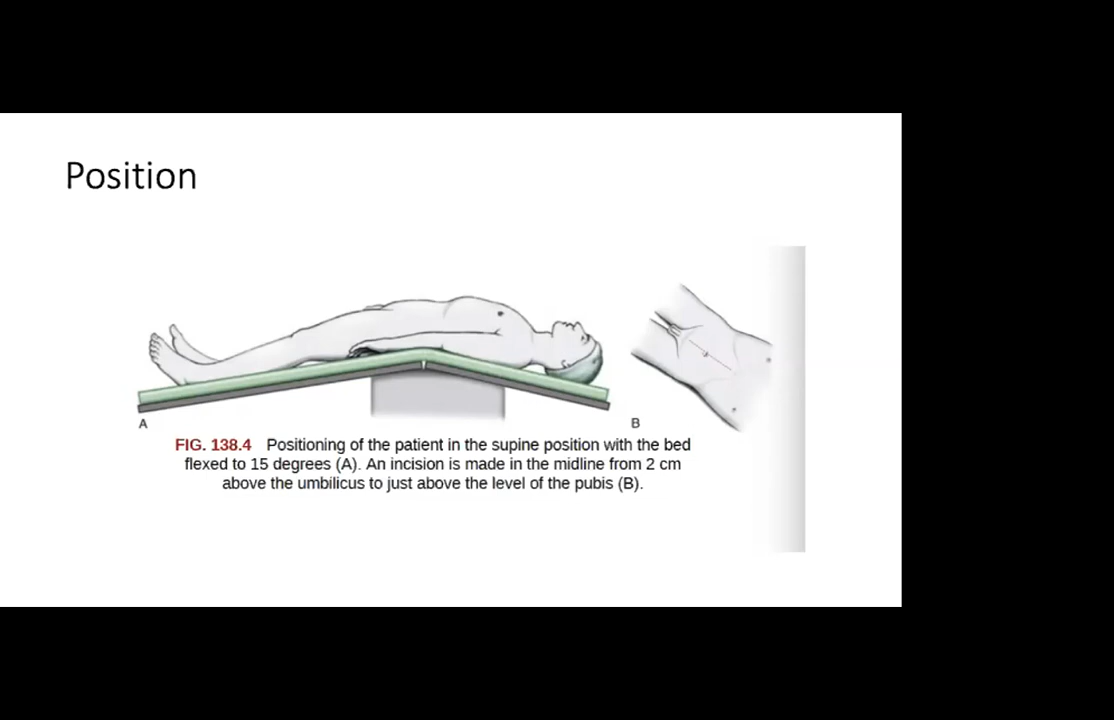 Position
A
B
FIG. 138.4 Positioning of the patient in the supine position with the bed
flexed to 15 degrees (A). An incision is made in the midline from 2 cm
above the umbilicus to just above the level of the pubis (B).